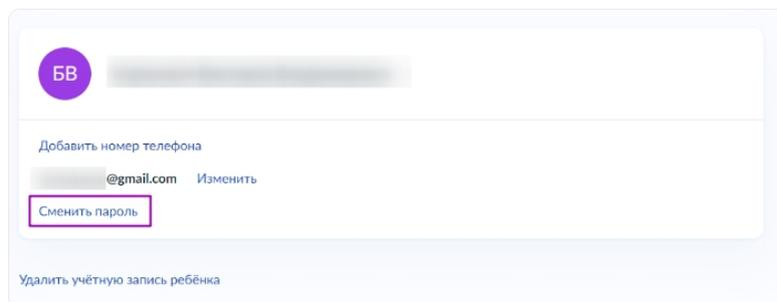 БВ
Добавить номер телефона
@gmail.com Изменить
Сменить пароль
Удалить учётную запись ребёнка